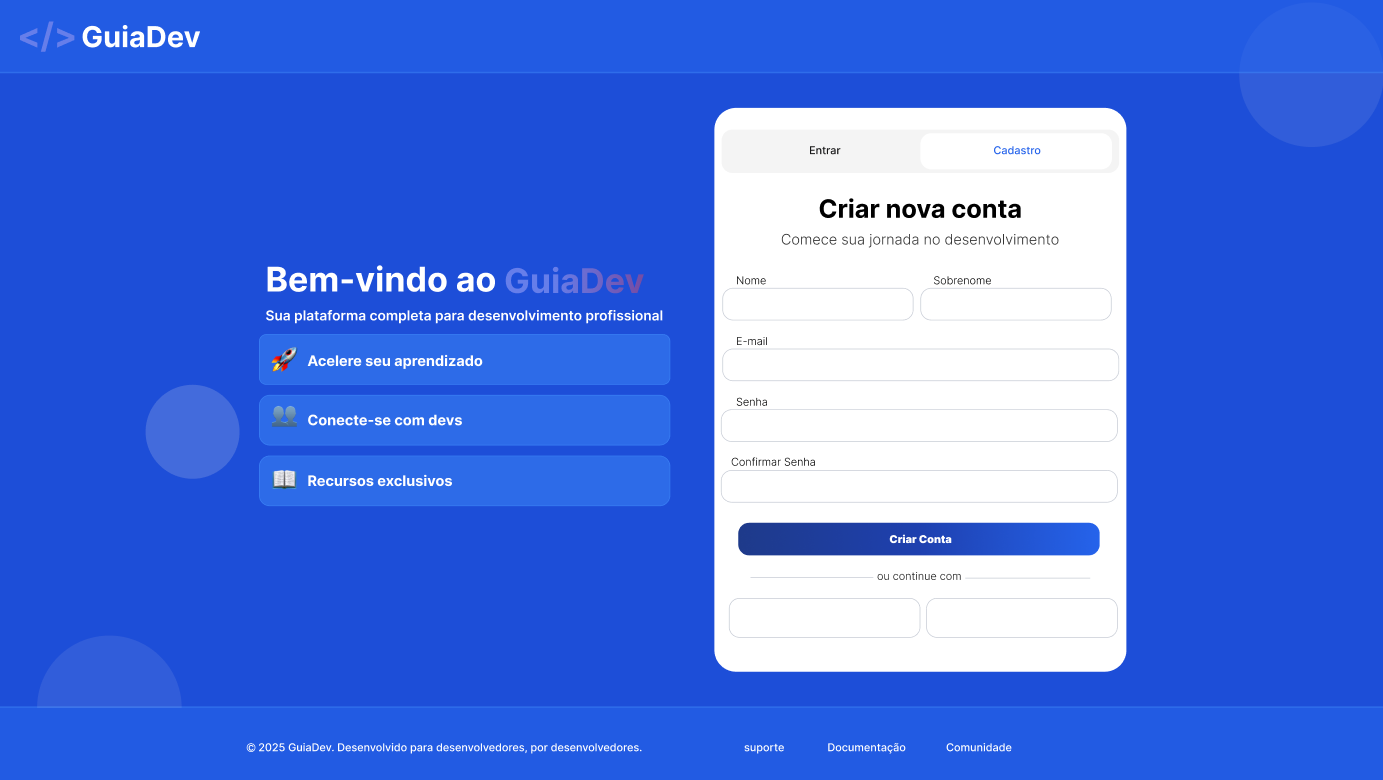 </> GuiaDev
Bem-vindo ao GuiaDev
Sua plataforma completa para desenvolvimento profissional
Acelere seu aprendizado
Conecte-se com devs
Recursos exclusivos
Entrar
Cadastro
Criar nova conta
Comece sua jornada no desenvolvimento
Nome
Sobrenome
E-mail
Senha
Confirmar Senha
Criar Conta
ou continue com
© 2025 GuiaDev. Desenvolvido para desenvolvedores, por desenvolvedores.
suporte
Documentação
Comunidade